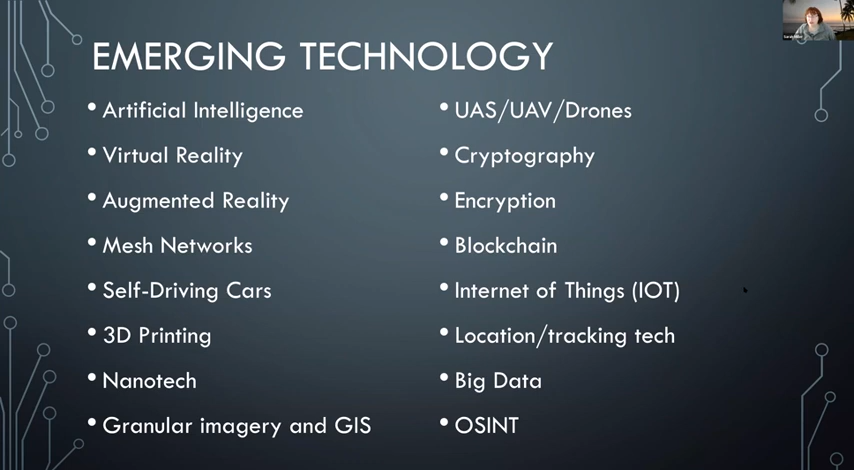 EMERGING TECHNOLOGY
• Artificial Intelligence
• Virtual Reality
• Augmented Reality
• Mesh Networks
• Self-Driving Cars
• 3D Printing
• Nanotech
• Granular imagery and GIS
• UAS/UAV/Drones
• Cryptography
• Encryption
• Blockchain
• Internet of Things (IOT)
• Location/tracking tech
• Big Data
• OSINT